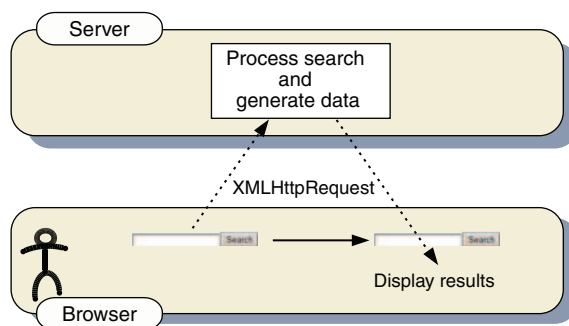 Server
Process search
and
generate data
XMLHttpRequest
Search
Search
Display results
Browser